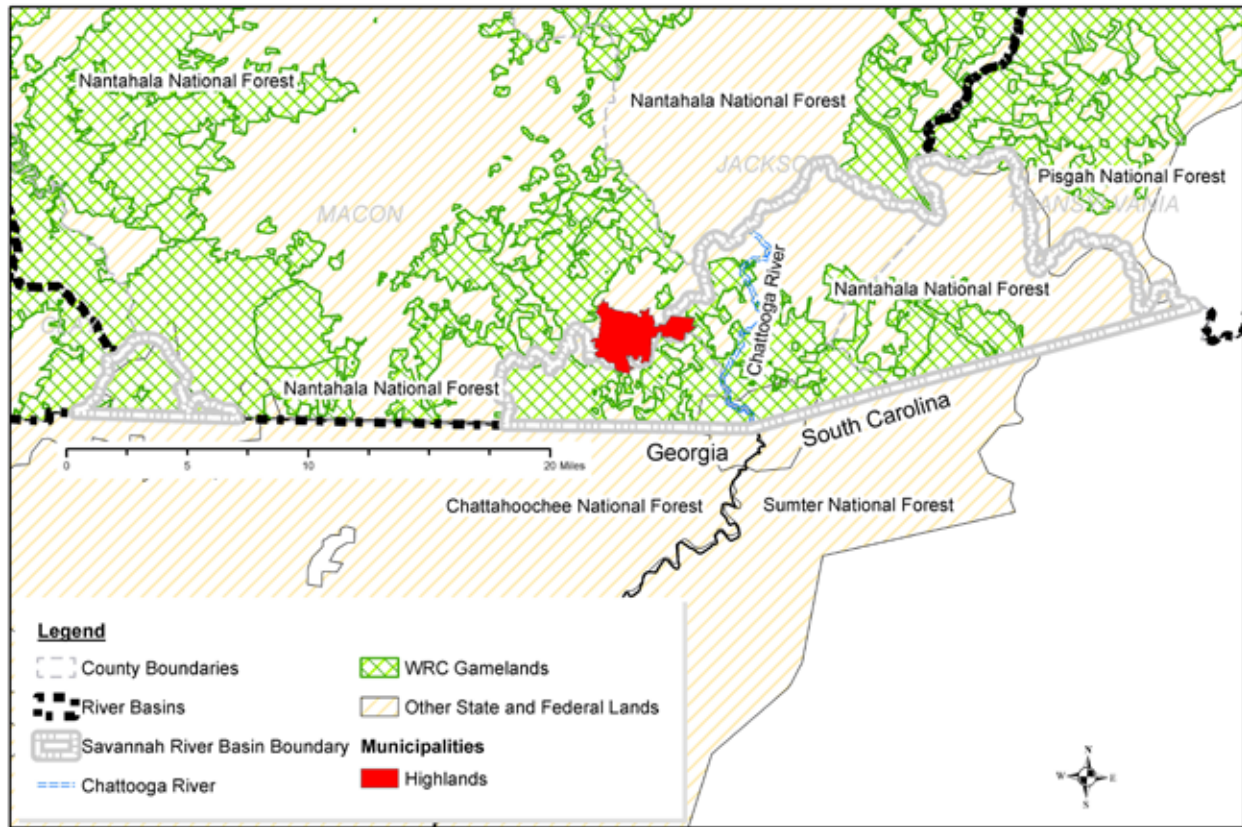 Nantahala National Forest
Nantahala National Forest
JACKSON
Pisgah National Forest
TRANSYLVANIA
MACON
Chattooga River
Nantahala National Forest
Nantahala National Forest
South Carolina
Georgia
0 5 10 20 Miles
Chattahoochee National Forest
Sumter National Forest
Legend
County Boundaries
River Basins
Savannah River Basin Boundary
Chattooga River
WRC Gamelands
Other State and Federal Lands
Municipalities
Highlands
N
W E
S